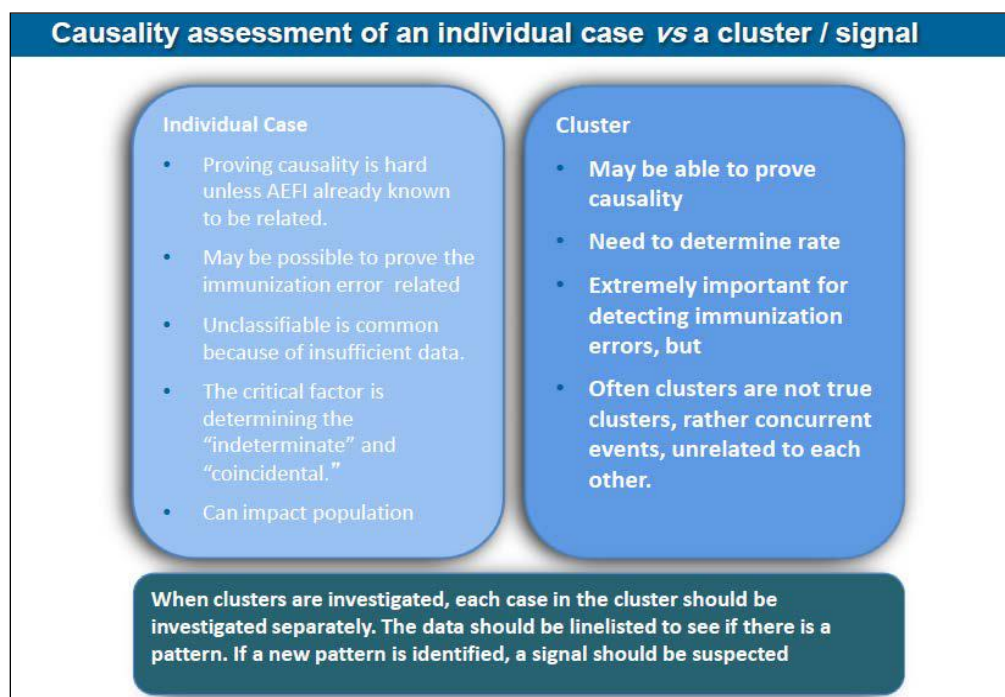 Causality assessment of an individual case vs a cluster / signal
Individual Case
• Proving causality is hard
unless AEFI already known
to be related.
• May be possible to prove the
immunization error related
• Unclassifiable is common
because of insufficient data.
• The critical factor is
determining the
“indeterminate” and
“coincidental.”
• Can impact population
Cluster
• May be able to prove
causality
• Need to determine rate
• Extremely important for
detecting immunization
errors, but
• Often clusters are not true
clusters, rather concurrent
events, unrelated to each
other.
When clusters are investigated, each case in the cluster should be
investigated separately. The data should be linelisted to see if there is a
pattern. If a new pattern is identified, a signal should be suspected